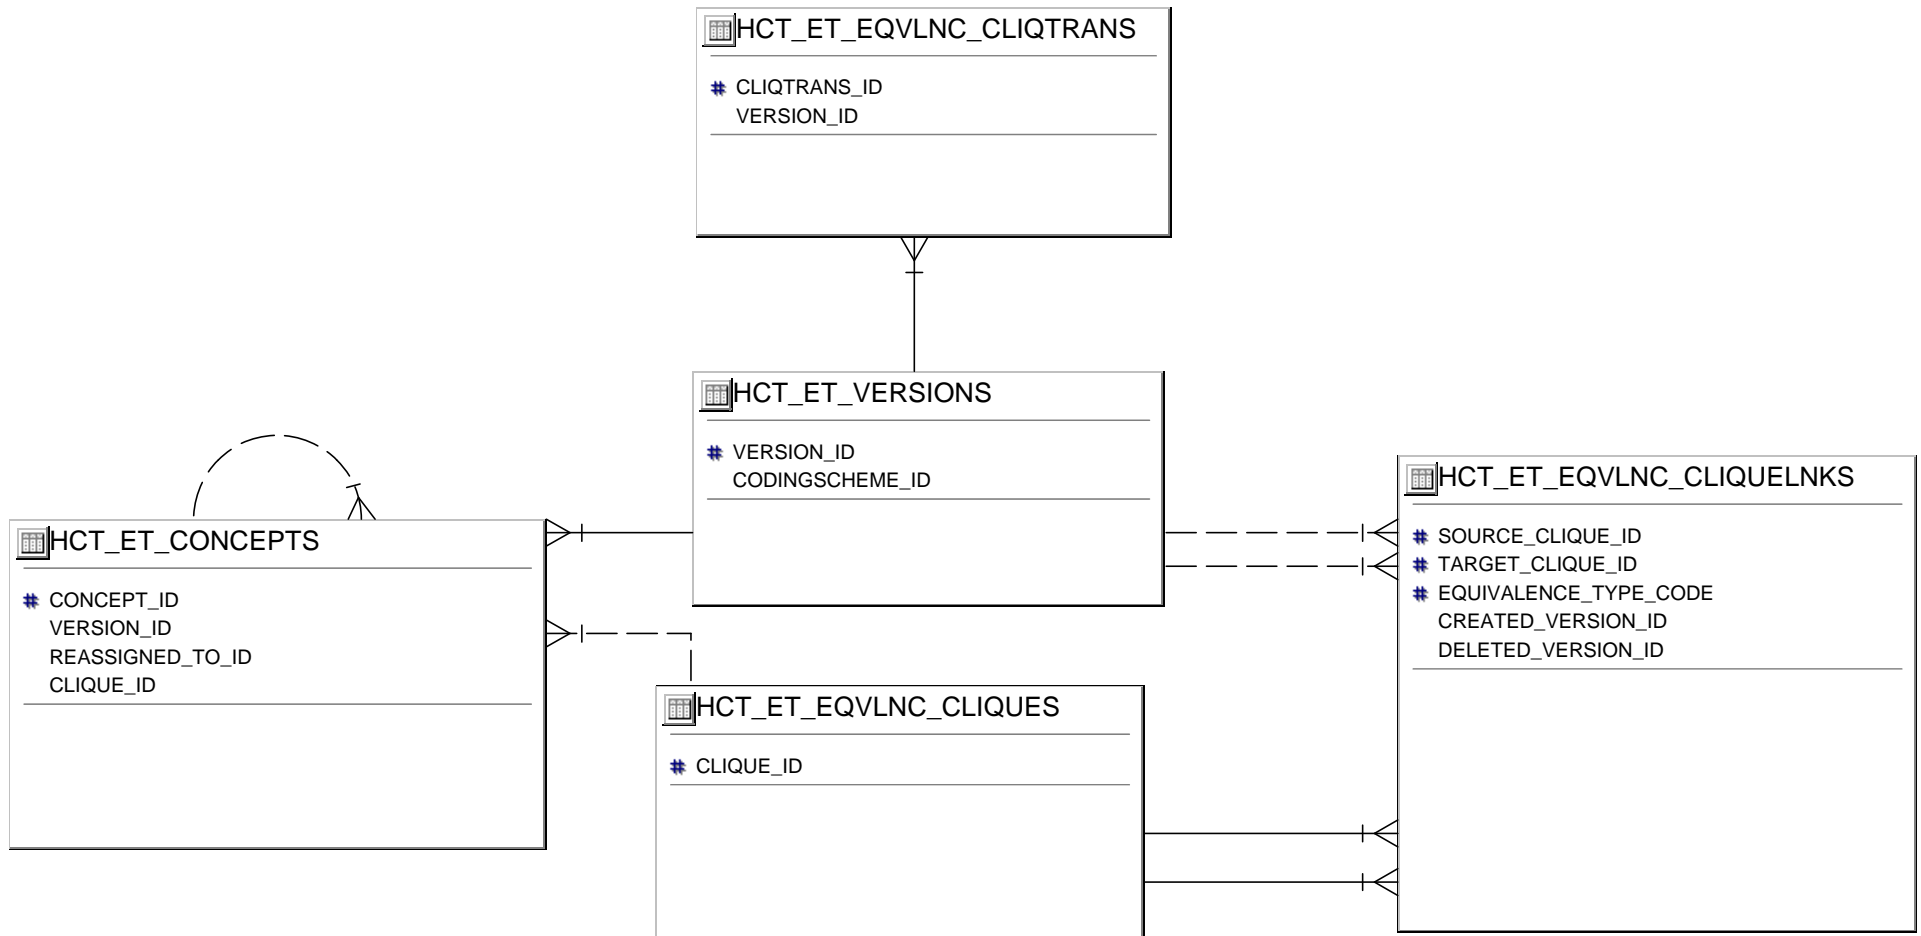 HCT_ET_EQVLNC_CLIQTRANS
# CLIQTRANS_ID
VERSION_ID
HCT_ET_VERSIONS
# VERSION_ID
CODINGSCHEME_ID
HCT_ET_EQVLNC_CLIQUELNKS
# SOURCE_CLIQUE_ID
# TARGET_CLIQUE_ID
# EQUIVALENCE_TYPE_CODE
CREATED_VERSION_ID
DELETED_VERSION_ID
HCT_ET_CONCEPTS
# CONCEPT_ID
VERSION_ID
REASSIGNED_TO_ID
CLIQUE_ID
HCT_ET_EQVLNC_CLIQUES
# CLIQUE_ID